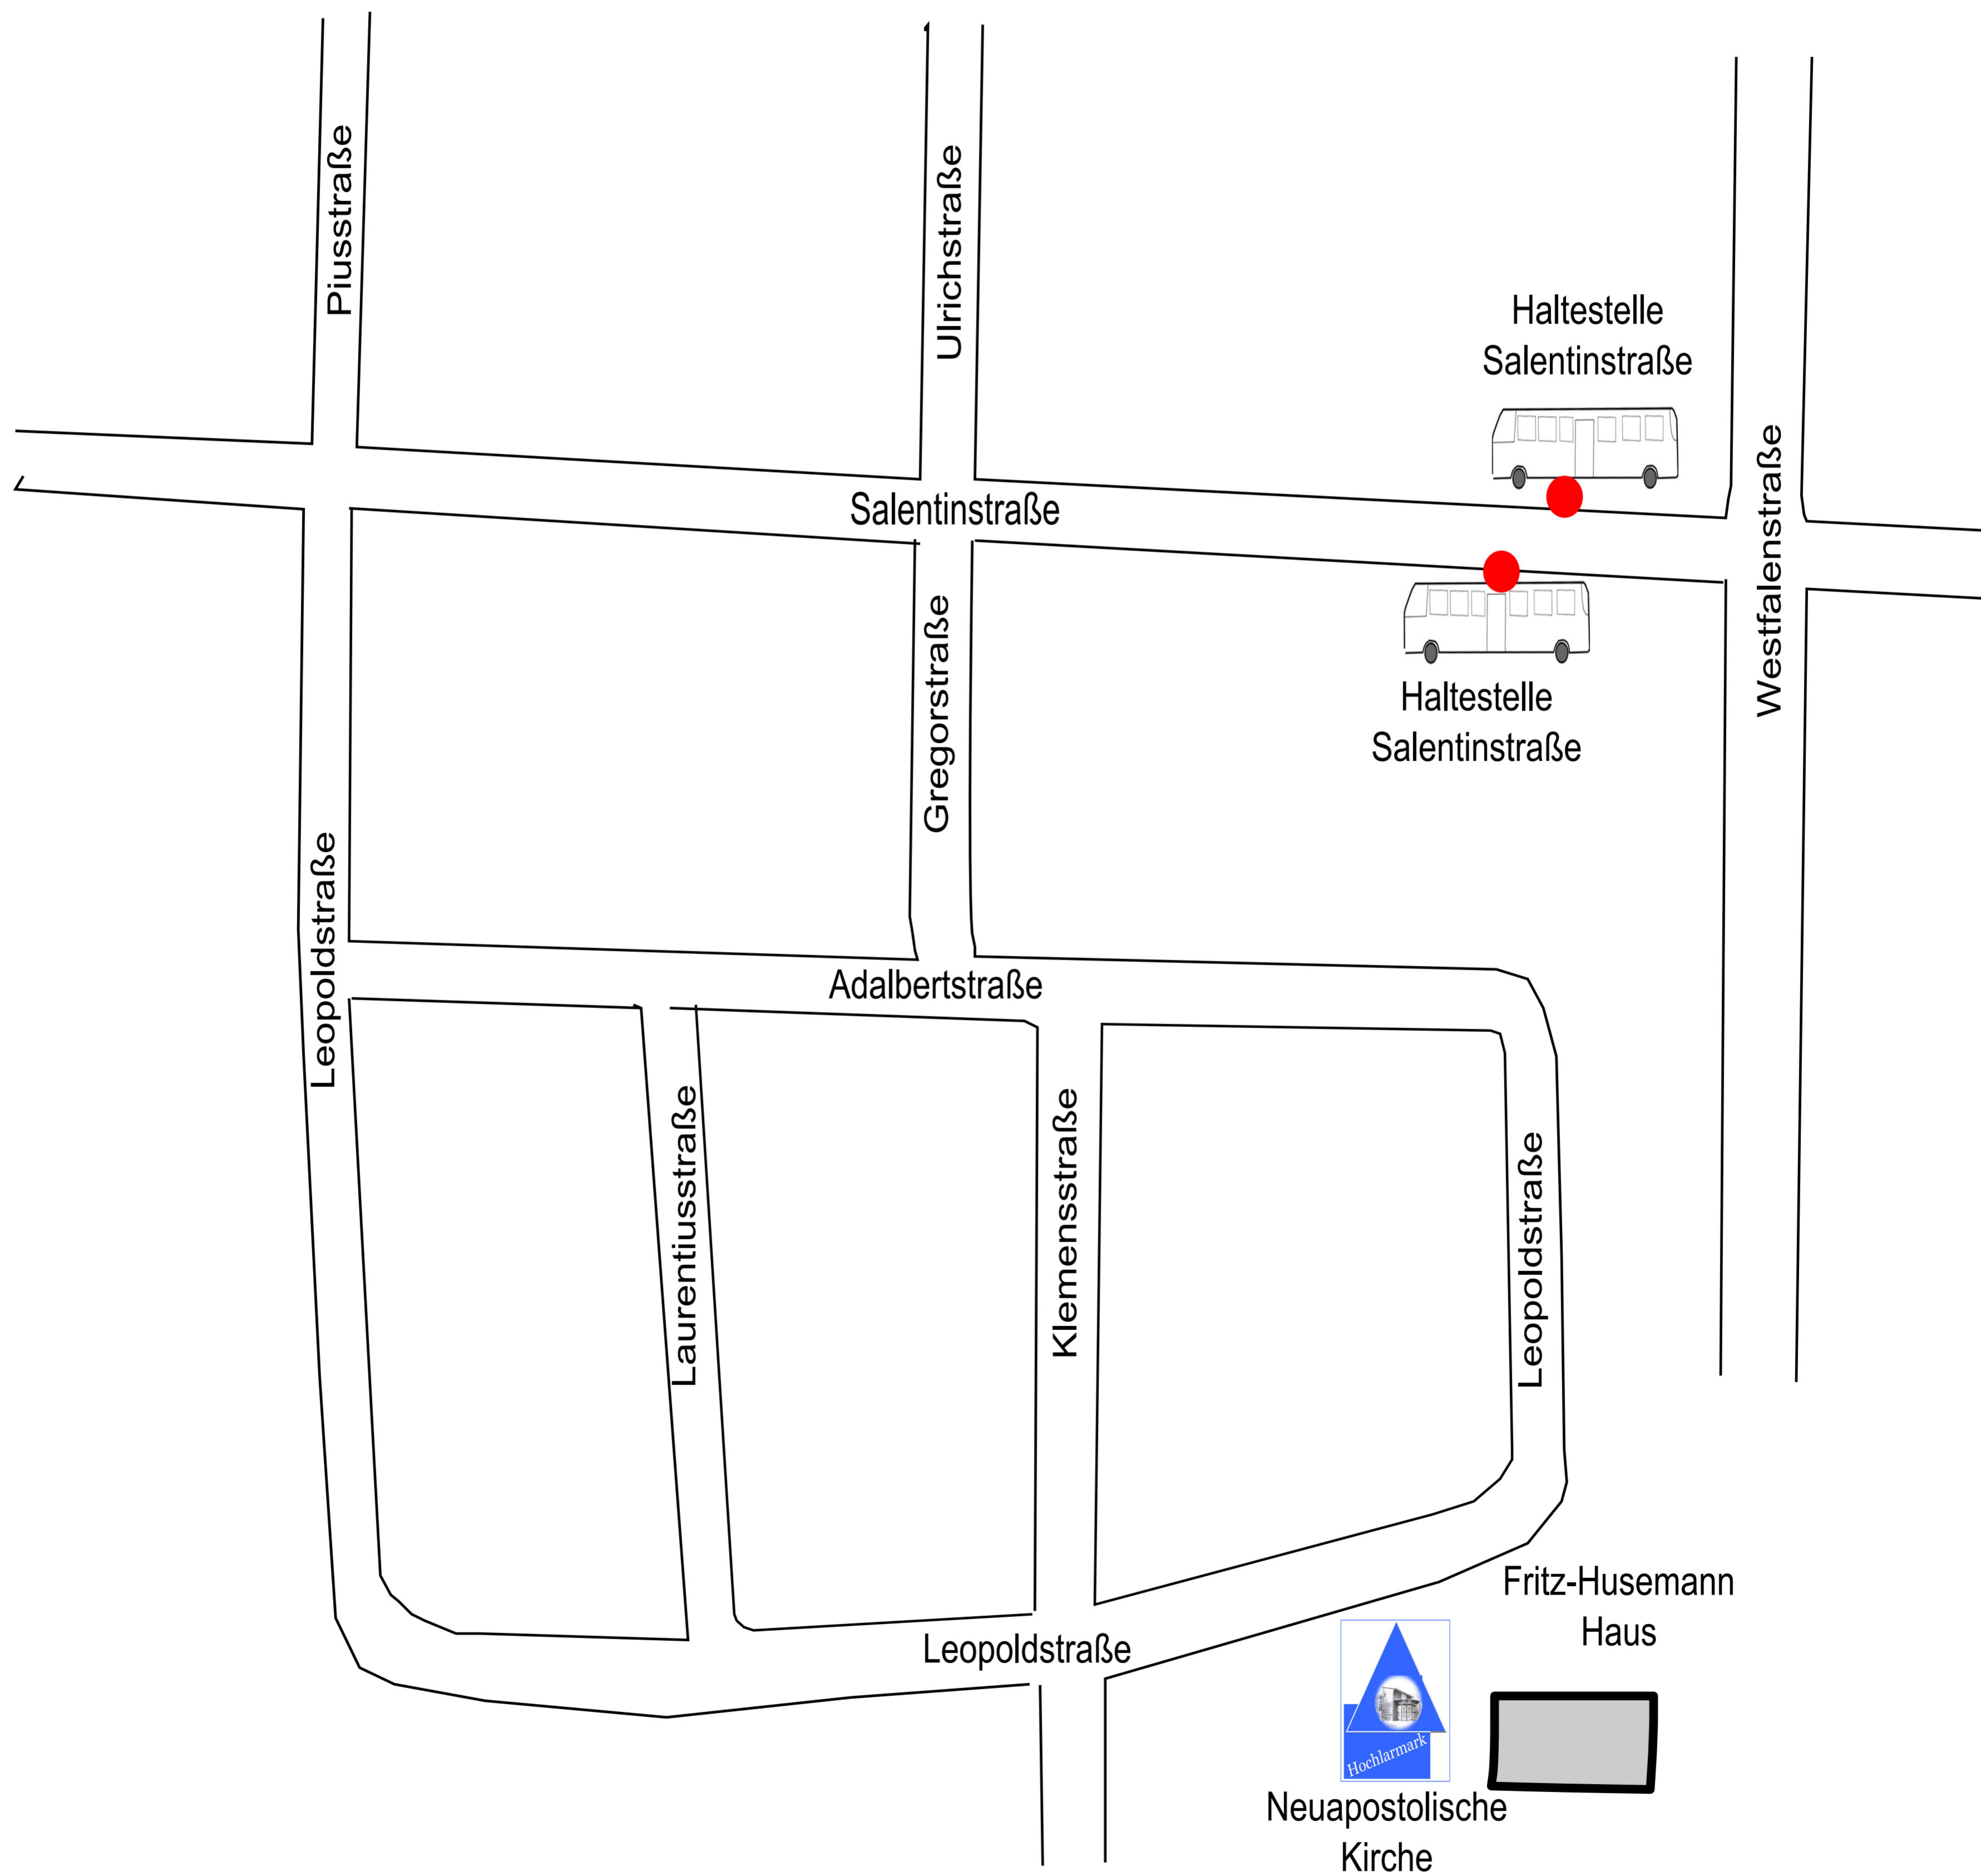 Piusstraße
Ulrichstraße
Haltestelle
Salentinstraße
Westfalenstraße
Salentinstraße
Gregorstraße
Haltestelle
Salentinstraße
Leopoldstraße
Adalbertstraße
Laurentiusstraße
Klemensstraße
Leopoldstraße
Leopoldstraße
Fritz-Husemann
Haus
Hochlarmark
Neuapostolische
Kirche